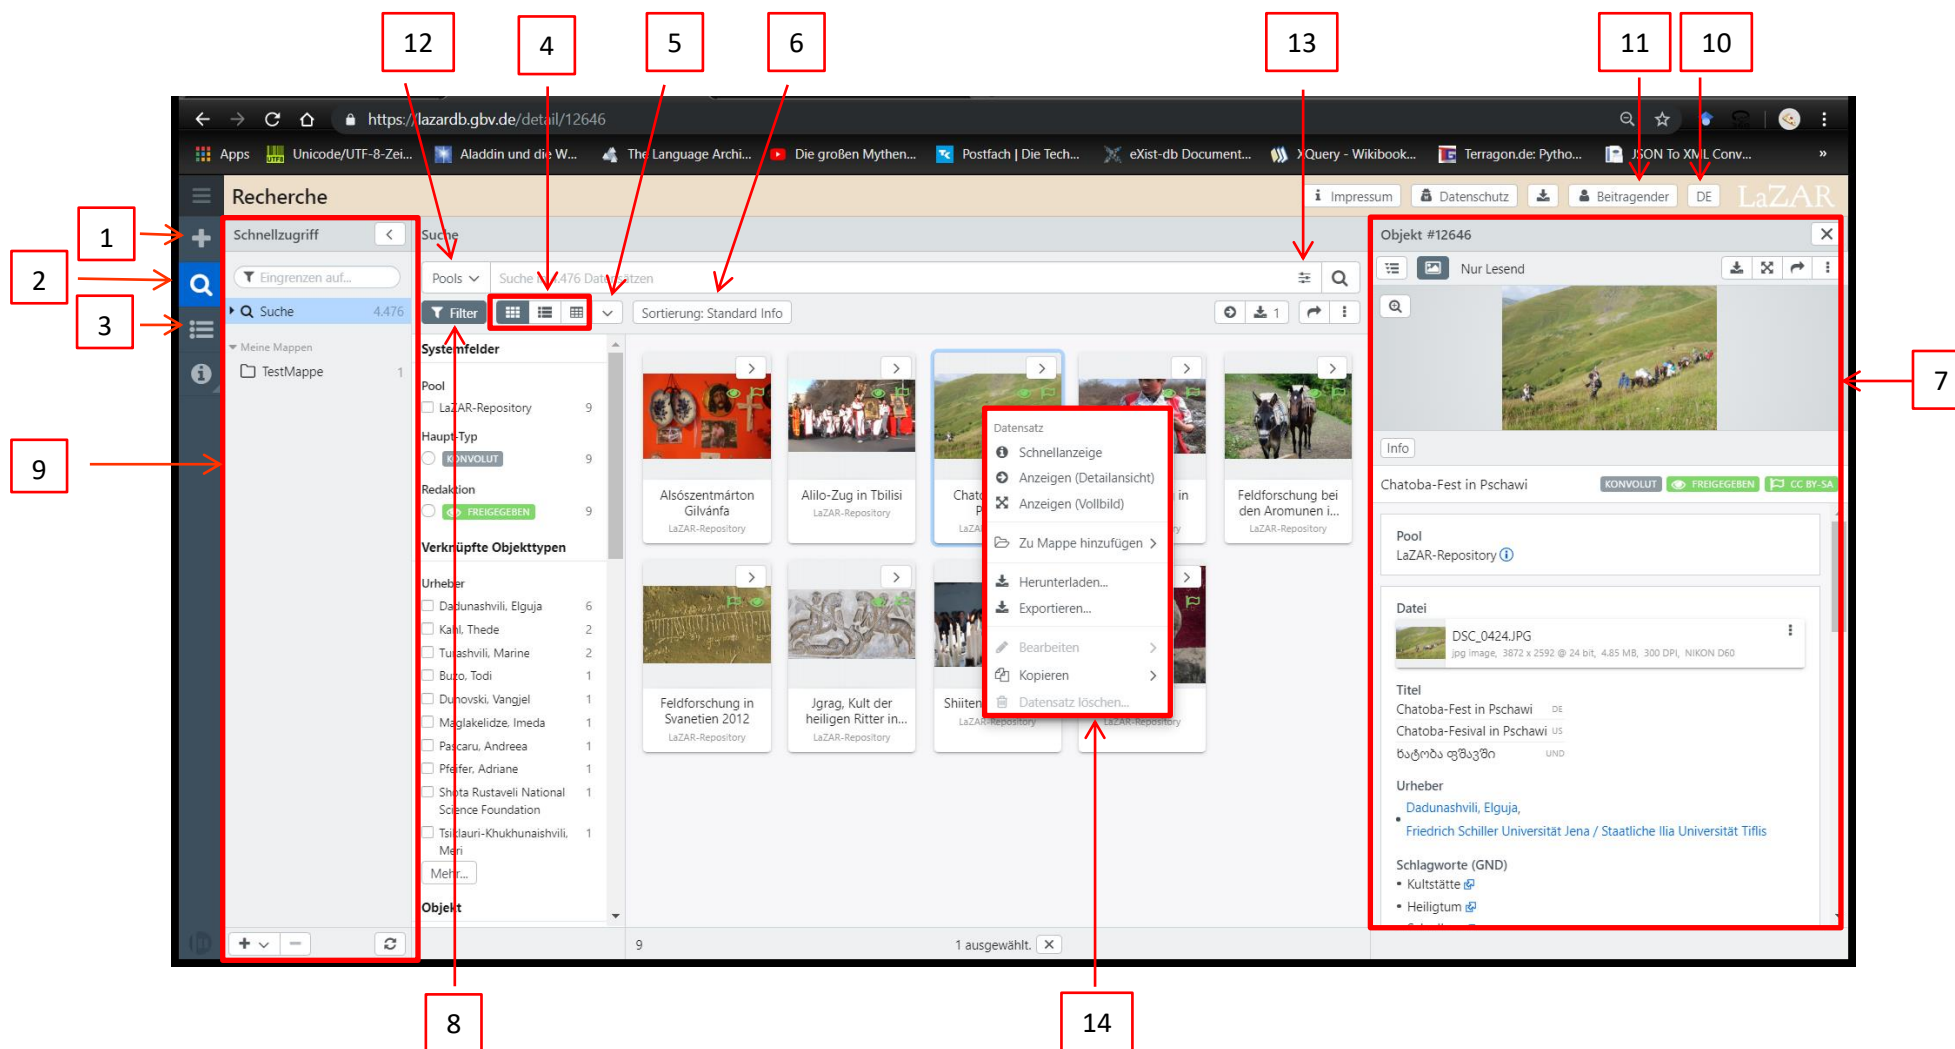 12
4
5
6
13
11
10
https://lazardb.gbv.de/detail/12646
Apps
Unicode/UTF-8-Zei...
Aladdin und die W...
The Language Archi...
Die großen Mythen...
Postfach | Die Tech...
eXist-db Document...
XQuery - Wikibook...
Terragon.de: Pytho...
JSON To XML Conv...
»
Recherche
Impressum
Datenschutz
Beitragender
DE
LaZAR
1
2
3
9
7
Schnellzugriff
Eingrenzen auf...
Suche 4.476
Meine Mappen
TestMappe 1
Suche
Pools
Suche in 4.476 Datensätzen
Filter
Sortierung: Standard Info
1
Systemfelder
Pool
LaZAR-Repository 9
Haupt-Typ
KONVOLUT 9
Redaktion
FREIGEGEBEN 9
Verknüpfte Objekttypen
Urheber
Dadunashvili, Elguja 6
Kahl, Thede 2
Turashvili, Marine 2
Buzo, Todi 1
Dunovski, Vangjel 1
Maglakelidze, Imeda 1
Pascaru, Andreea 1
Pfeifer, Adriane 1
Shota Rustaveli National 1
Science Foundation
Tsiklauri-Khukhunaishvili, 1
Meri
Mehr...
Objekt
Alsószentmárton
Gilvánfa
LaZAR-Repository
Alilo-Zug in Tbilisi
LaZAR-Repository
in
Feldforschung bei
den Aromunen i...
LaZAR-Repository
Feldforschung in
Svanetien 2012
LaZAR-Repository
Jgrag, Kult der
heiligen Ritter in...
LaZAR-Repository
Shiiten
LaZAR-Repository
LaZAR-Repository
Datensatz
Schnellanzeige
Anzeigen (Detailansicht)
Anzeigen (Vollbild)
Zu Mappe hinzufügen
Herunterladen...
Exportieren...
Bearbeiten
Kopieren
Datensatz löschen...
9
1 ausgewählt.
Objekt #12646
Nur Lesend
Info
Chatoba-Fest in Pschawi
KONVOLUT
FREIGEGEBEN
CC BY-SA
Pool
LaZAR-Repository
Datei
DSC_0424.JPG
jpg image, 3872 x 2592 @ 24 bit, 4.85 MB, 300 DPI, NIKON D60
Titel
Chatoba-Fest in Pschawi DE
Chatoba-Fesival in Pschawi US
ხატობა ფშავში UND
Urheber
Dadunashvili, Elguja,
Friedrich Schiller Universität Jena / Staatliche Ilia Universität Tiflis
Schlagworte (GND)
• Kultstätte
• Heiligtum
8
14